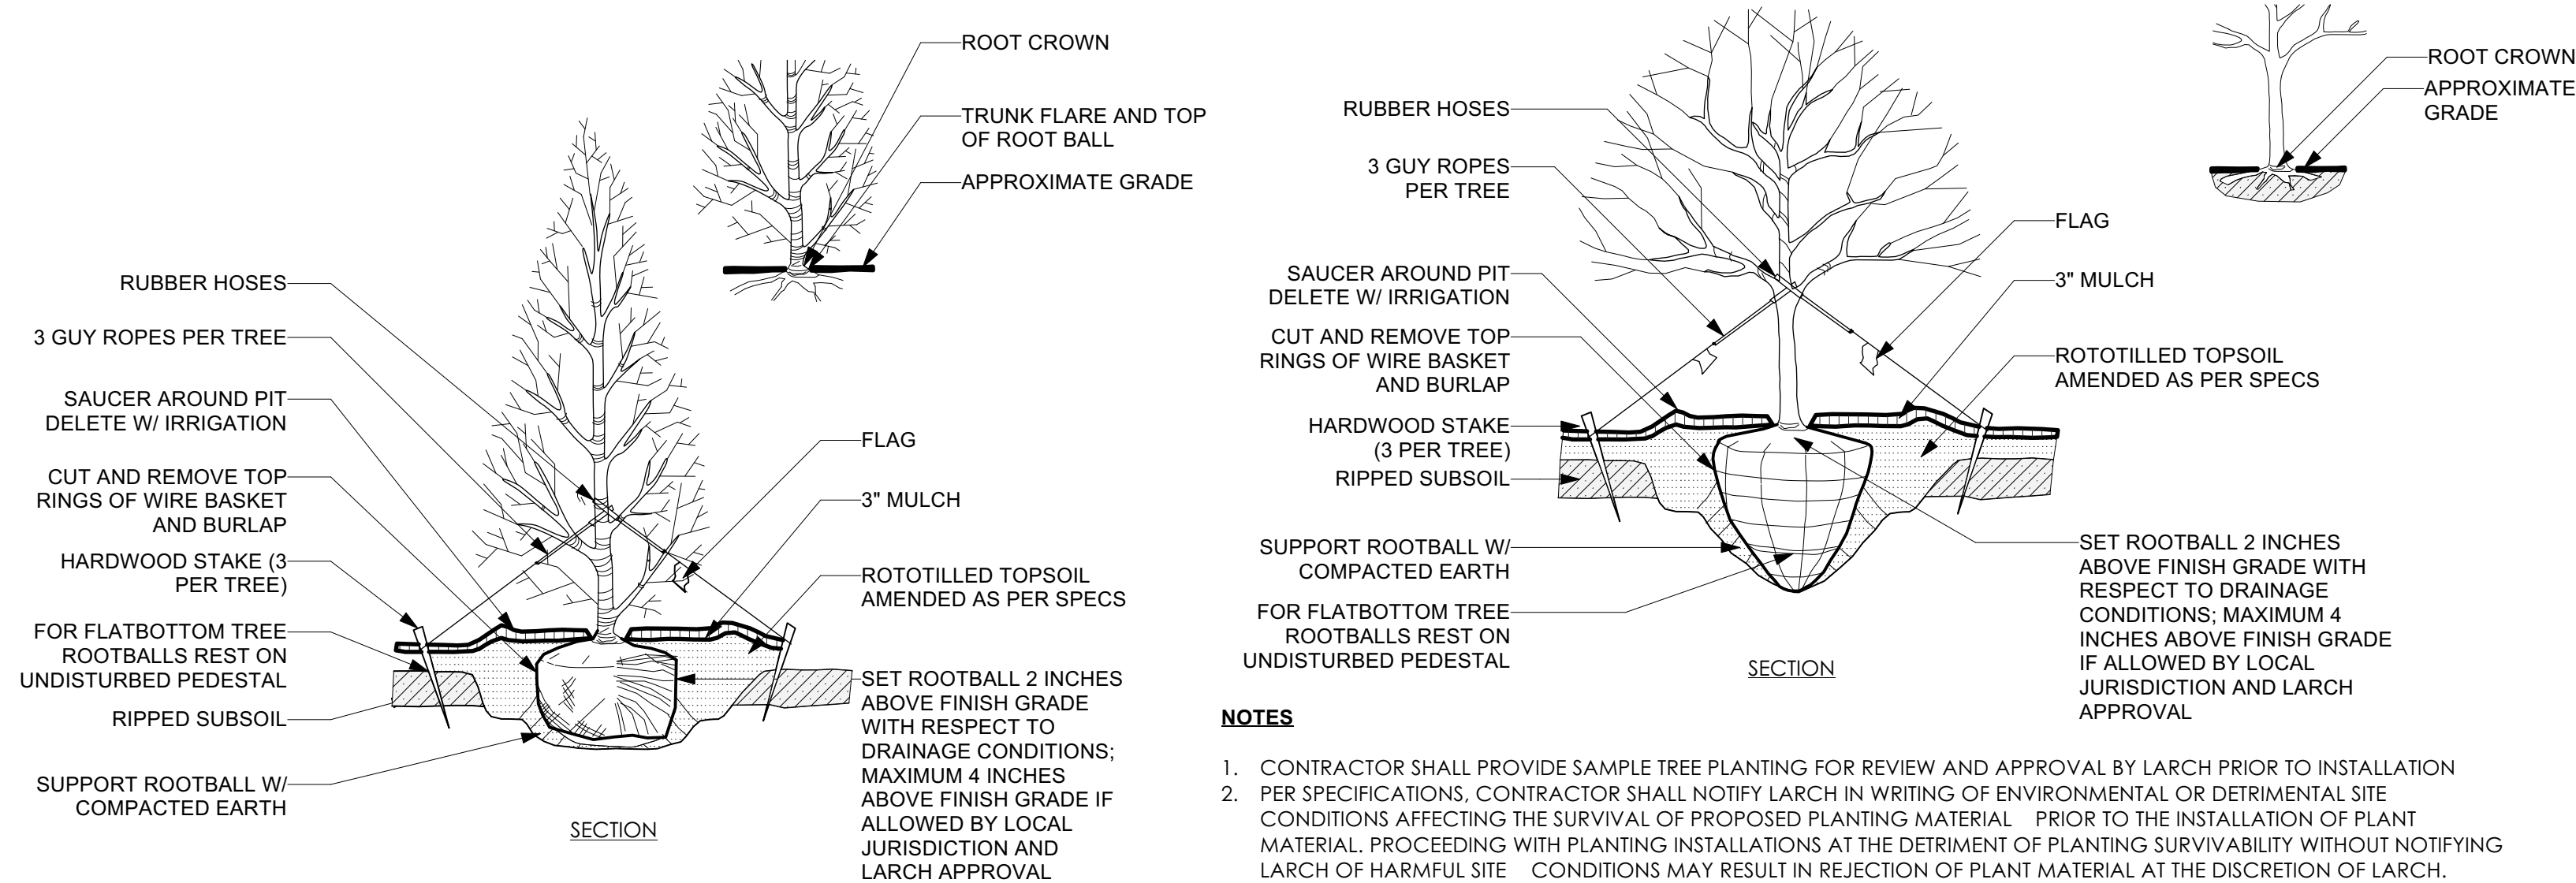 ROOT CROWN
TRUNK FLARE AND TOP
OF ROOT BALL
APPROXIMATE GRADE
RUBBER HOSES
3 GUY ROPES PER TREE
SAUCER AROUND PIT
DELETE W/ IRRIGATION
CUT AND REMOVE TOP
RINGS OF WIRE BASKET
AND BURLAP
HARDWOOD STAKE (3
PER TREE)
FOR FLATBOTTOM TREE
ROOTBALLS REST ON
UNDISTURBED PEDESTAL
RIPPED SUBSOIL
SUPPORT ROOTBALL W/
COMPACTED EARTH
FLAG
3" MULCH
ROTOTILLED TOPSOIL
AMENDED AS PER SPECS
SET ROOTBALL 2 INCHES
ABOVE FINISH GRADE
WITH RESPECT TO
DRAINAGE CONDITIONS;
MAXIMUM 4 INCHES
ABOVE FINISH GRADE IF
ALLOWED BY LOCAL
JURISDICTION AND
LARCH APPROVAL
SECTION
RUBBER HOSES
3 GUY ROPES
PER TREE
SAUCER AROUND PIT
DELETE W/ IRRIGATION
CUT AND REMOVE TOP
RINGS OF WIRE BASKET
AND BURLAP
HARDWOOD STAKE
(3 PER TREE)
RIPPED SUBSOIL
SUPPORT ROOTBALL W/
COMPACTED EARTH
FOR FLATBOTTOM TREE
ROOTBALLS REST ON
UNDISTURBED PEDESTAL
ROOT CROWN
APPROXIMATE
GRADE
FLAG
3" MULCH
ROTOTILLED TOPSOIL
AMENDED AS PER SPECS
SET ROOTBALL 2 INCHES
ABOVE FINISH GRADE WITH
RESPECT TO DRAINAGE
CONDITIONS; MAXIMUM 4
INCHES ABOVE FINISH GRADE
IF ALLOWED BY LOCAL
JURISDICTION AND LARCH
APPROVAL
SECTION
NOTES
1. CONTRACTOR SHALL PROVIDE SAMPLE TREE PLANTING FOR REVIEW AND APPROVAL BY LARCH PRIOR TO INSTALLATION
2. PER SPECIFICATIONS, CONTRACTOR SHALL NOTIFY LARCH IN WRITING OF ENVIRONMENTAL OR DETRIMENTAL SITE
CONDITIONS AFFECTING THE SURVIVAL OF PROPOSED PLANTING MATERIAL PRIOR TO THE INSTALLATION OF PLANT
MATERIAL. PROCEEDING WITH PLANTING INSTALLATIONS AT THE DETRIMENT OF PLANTING SURVIVABILITY WITHOUT NOTIFYING
LARCH OF HARMFUL SITE CONDITIONS MAY RESULT IN REJECTION OF PLANT MATERIAL AT THE DISCRETION OF LARCH.